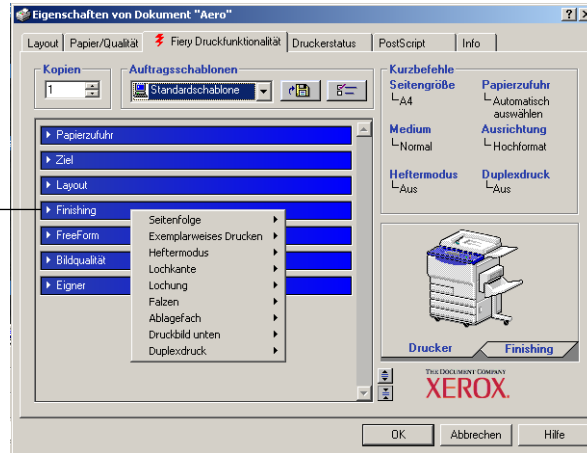 Eigenschaften von Dokument "Aero"
Layout
Papier/Qualität
Fiery Druckfunktionalität
Druckerstatus
PostScript
Info
Kopien
1
Auftragsschablonen
Standardschablone
Papierzufuhr
Ziel
Layout
Finishing
FreeForm
Bildqualität
Eigner
Seitenfolge
Exemplarweises Drucken
Heftermodus
Lochkante
Lochung
Falzen
Ablagefach
Druckbild unten
Duplexdruck
Kurzbefehle
Seitengröße
A4
Papierzufuhr
Automatisch
auswählen
Medium
Normal
Ausrichtung
Hochformat
Heftermodus
Aus
Duplexdruck
Aus
Drucker
Finishing
THE DOCUMENT COMPANY
XEROX.
OK
Abbrechen
Hilfe